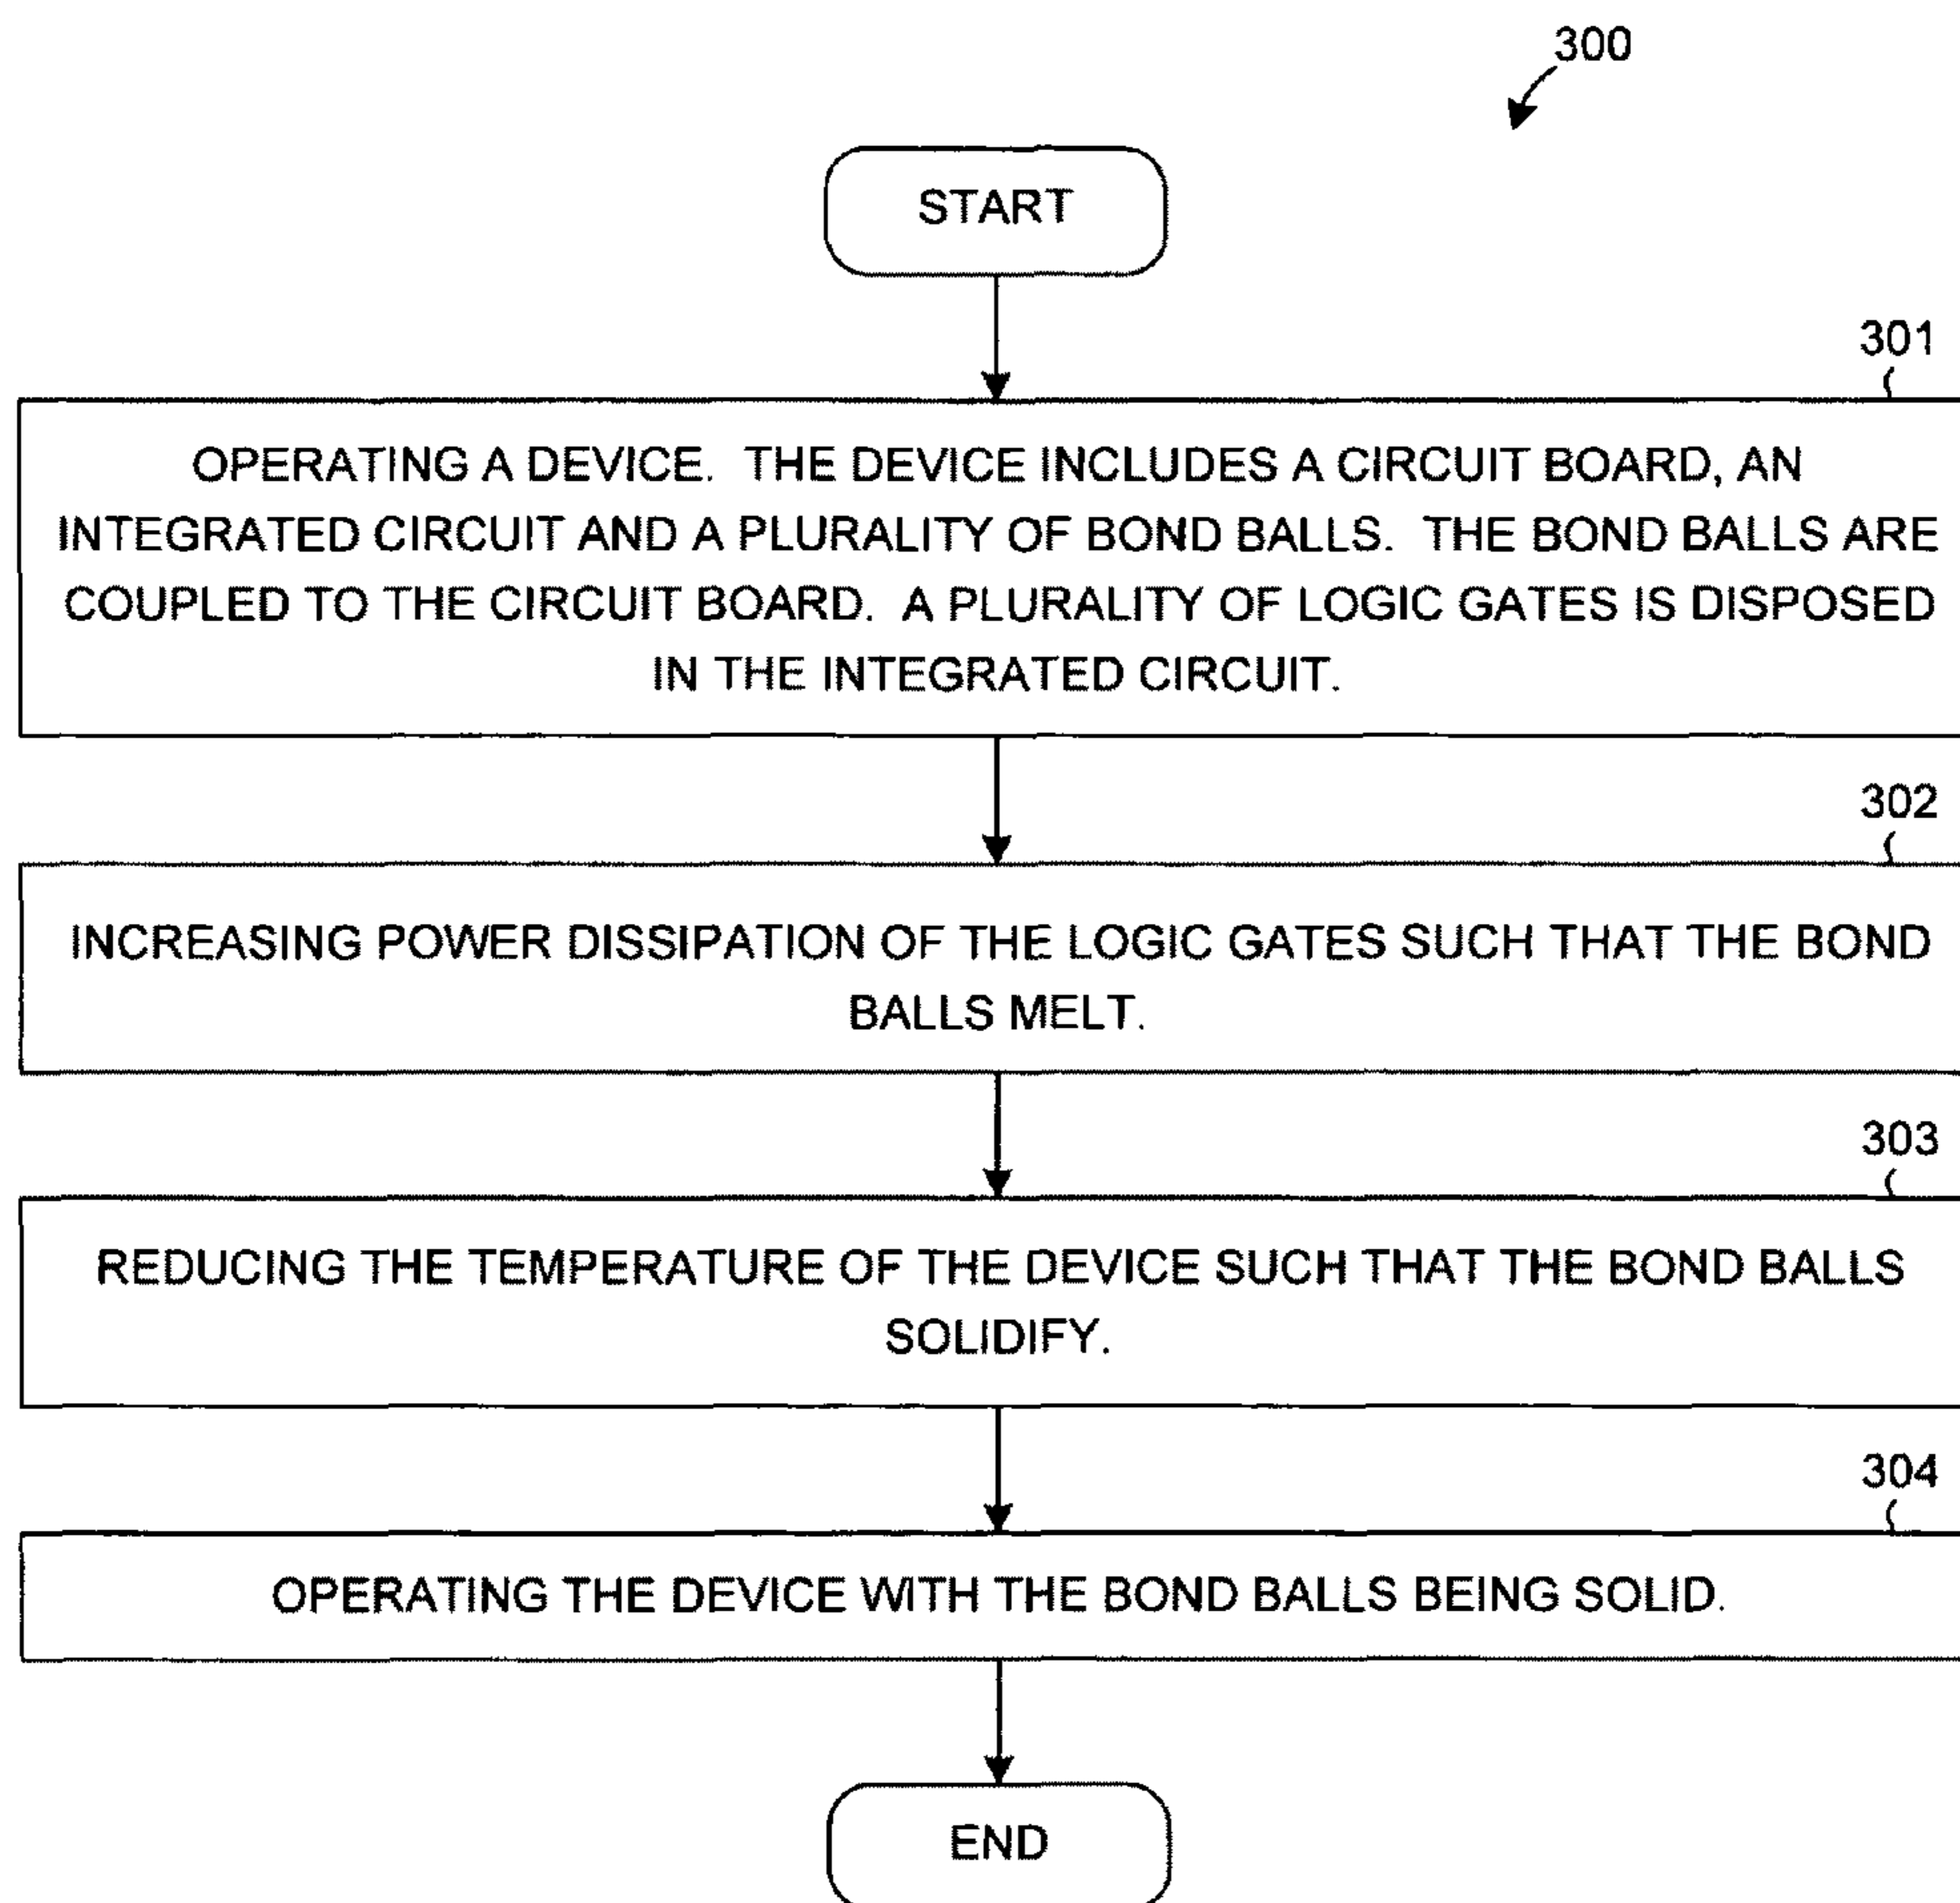 300
START
301
OPERATING A DEVICE. THE DEVICE INCLUDES A CIRCUIT BOARD, AN
INTEGRATED CIRCUIT AND A PLURALITY OF BOND BALLS. THE BOND BALLS ARE
COUPLED TO THE CIRCUIT BOARD. A PLURALITY OF LOGIC GATES IS DISPOSED
IN THE INTEGRATED CIRCUIT.
302
INCREASING POWER DISSIPATION OF THE LOGIC GATES SUCH THAT THE BOND
BALLS MELT.
303
REDUCING THE TEMPERATURE OF THE DEVICE SUCH THAT THE BOND BALLS
SOLIDIFY.
304
OPERATING THE DEVICE WITH THE BOND BALLS BEING SOLID.
END